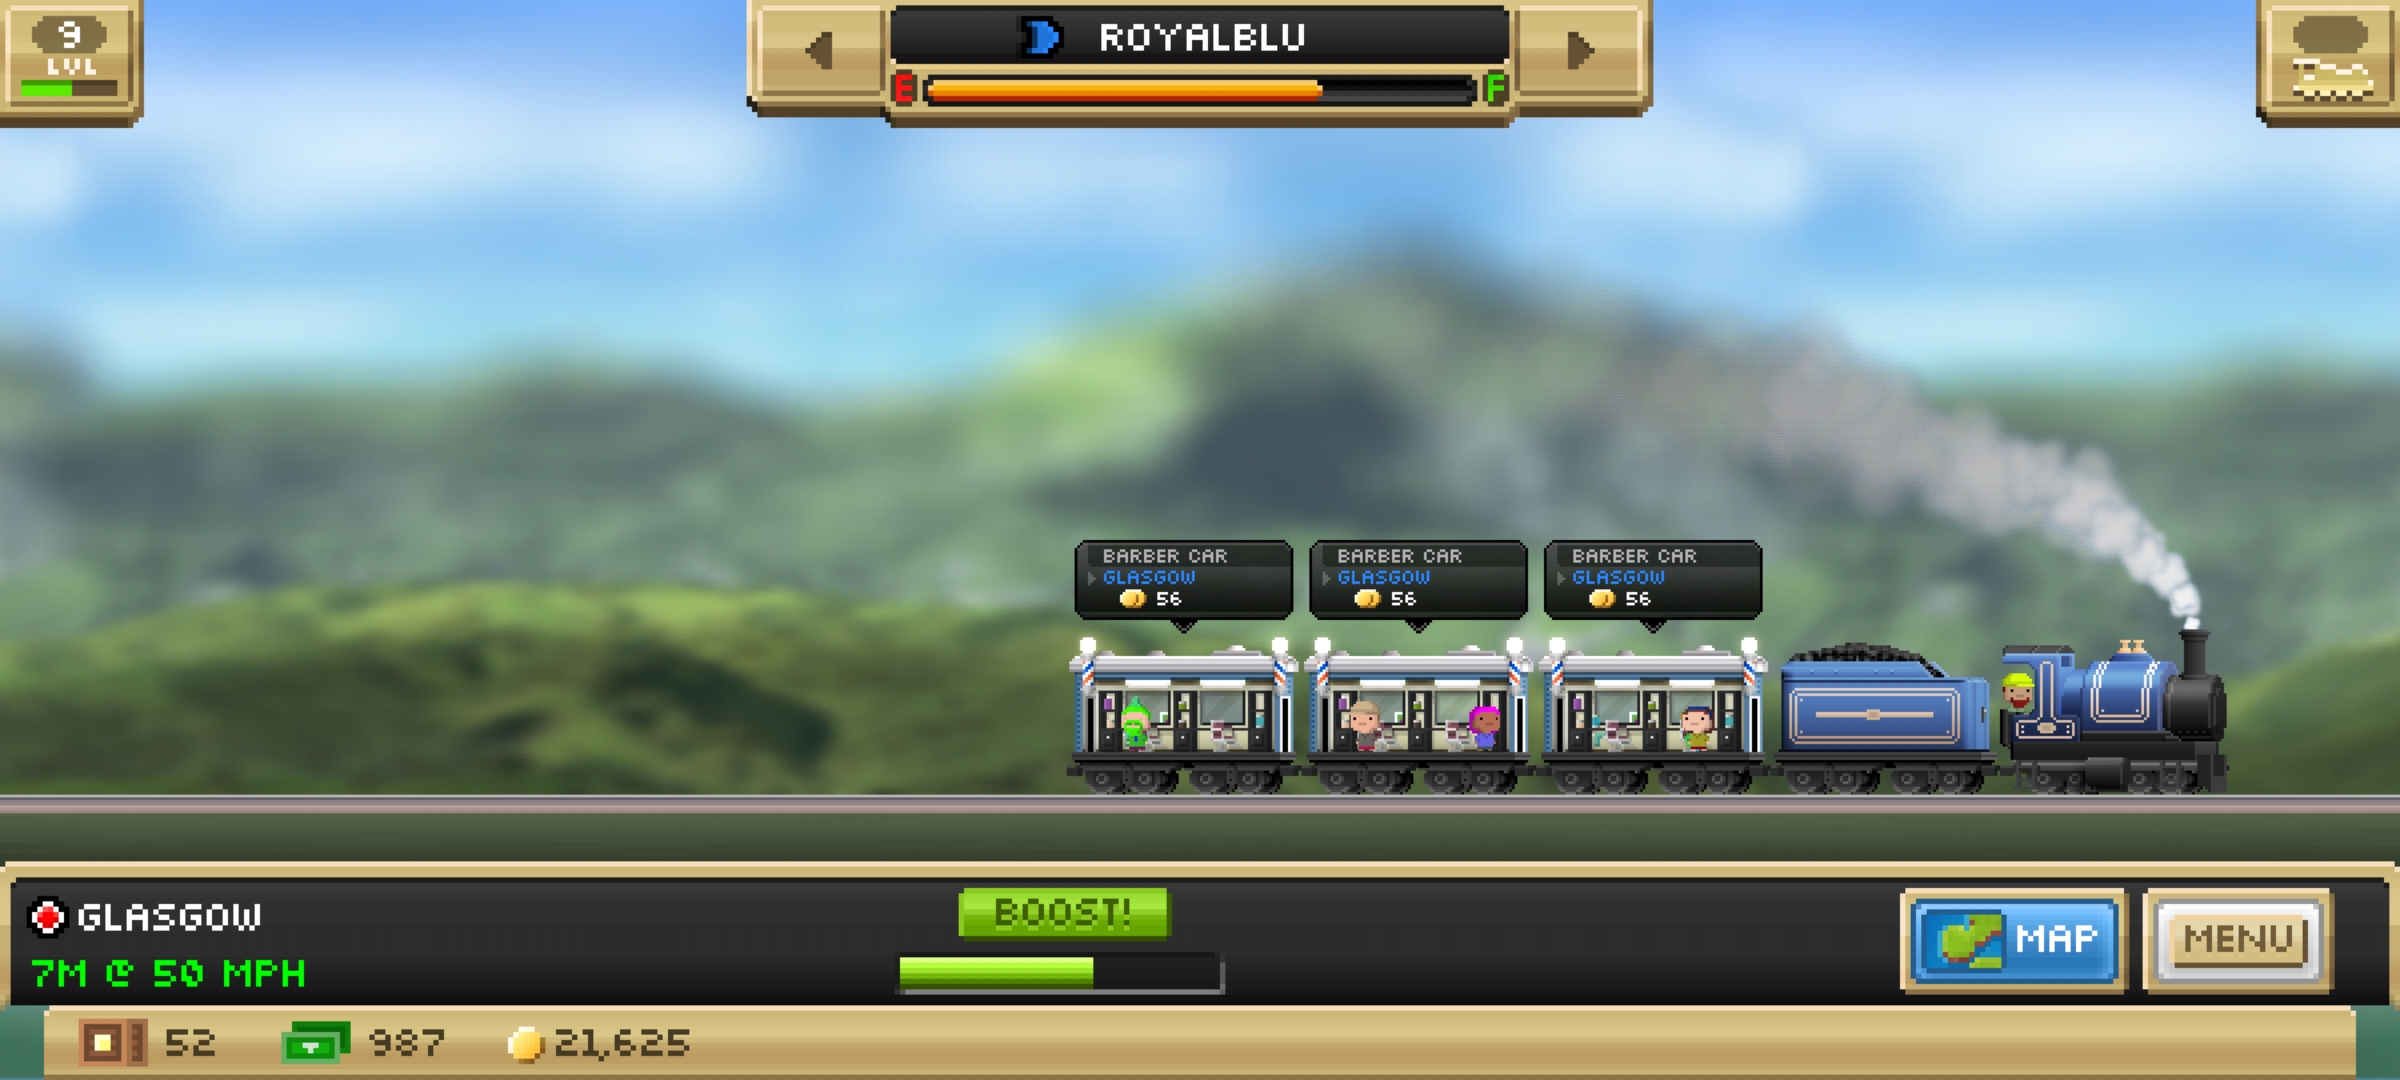 9
LVL
ROYALBLU
E F
BARBER CAR
GLASGOW
56
BARBER CAR
GLASGOW
56
BARBER CAR
GLASGOW
56
GLASGOW
7M @ 50 MPH
BOOST!
MAP
MENU
52 987 21,625